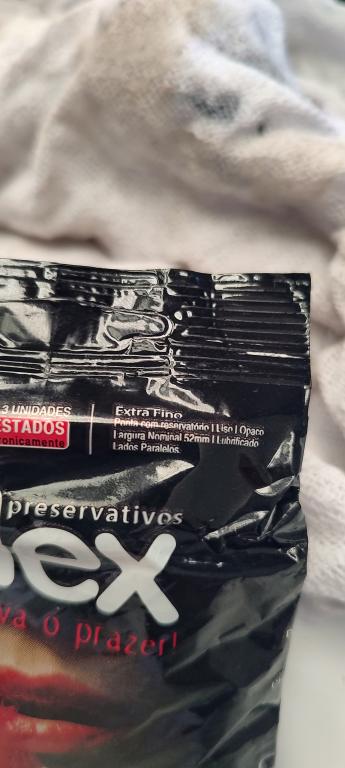 3 UNIDADES
ESTADOS
ronicamente
Extra Fino
Ponta com reservatório | Liso | Opaco
Largura Nominal 52mm | Lubrificado
Lados Paralelos
preservativos
ex
va o prazer!